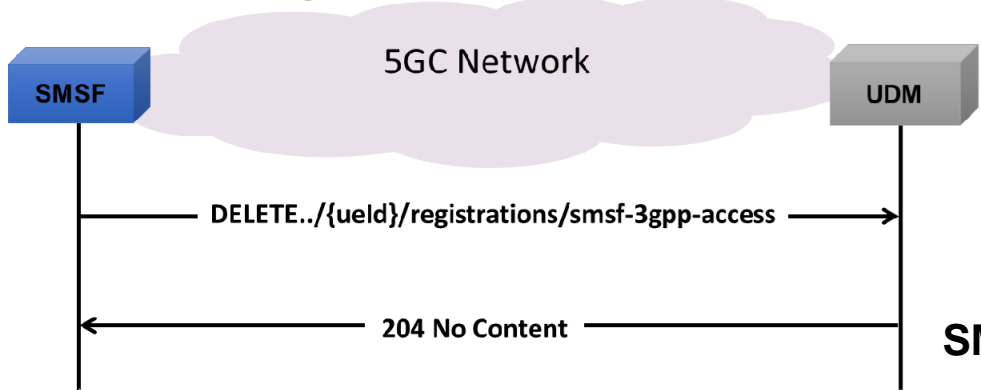 5GC Network
SMSF
UDM
DELETE../{ueId}/registrations/smsf-3gpp-access
204 No Content